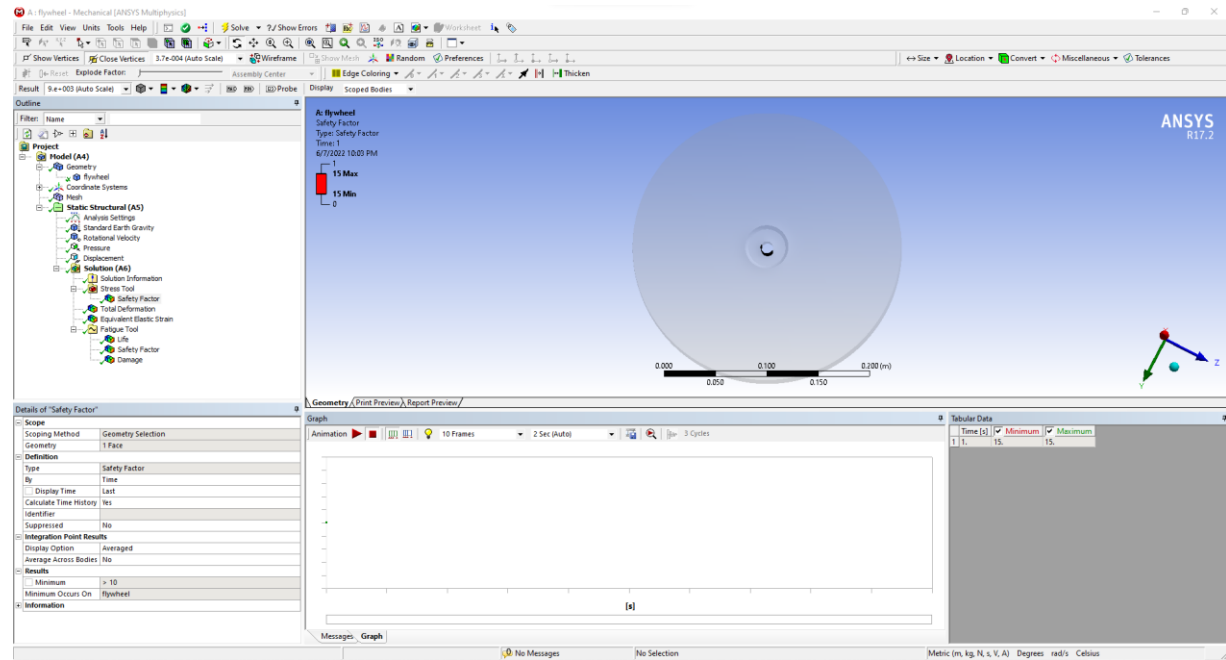 A : flywheel - Mechanical [ANSYS Multiphysics]
File Edit View Units Tools Help Solve ?/Show Errors Worksheet
Show Vertices Close Vertices 3.7e-004 (Auto Scale) Wireframe Show Mesh Random Preferences Size Location Convert Miscellaneous Tolerances
Reset Explode Factor: Assembly Center Edge Coloring Thicken
Result 9.e+003 (Auto Scale) Probe Display Scoped Bodies
Outline
Filter: Name
Project
Model (A4)
Geometry
flywheel
Coordinate Systems
Mesh
Static Structural (A5)
Analysis Settings
Standard Earth Gravity
Rotational Velocity
Pressure
Displacement
Solution (A6)
Solution Information
Stress Tool
Safety Factor
Total Deformation
Equivalent Elastic Strain
Fatigue Tool
Life
Safety Factor
Damage
A: flywheel
Safety Factor
Type: Safety Factor
Time: 1
6/7/2022 10:03 PM
1
15 Max
15 Min
0
ANSYS
R17.2
0.000 0.100 0.200 (m)
0.050 0.150
Z
Y
Geometry Print Preview Report Preview
Details of "Safety Factor"
Scope
Scoping Method Geometry Selection
Geometry 1 Face
Definition
Type Safety Factor
By Time
Display Time Last
Calculate Time History Yes
Identifier
Suppressed No
Integration Point Results
Display Option Averaged
Average Across Bodies No
Results
Minimum > 10
Minimum Occurs On flywheel
Information
Graph
Animation 10 Frames 2 Sec (Auto) 3 Cycles
[s]
Messages Graph
Tabular Data
Time [s] Minimum Maximum
1 1. 15. 15.
No Messages No Selection Metric (m, kg, N, s, V, A) Degrees rad/s Celsius